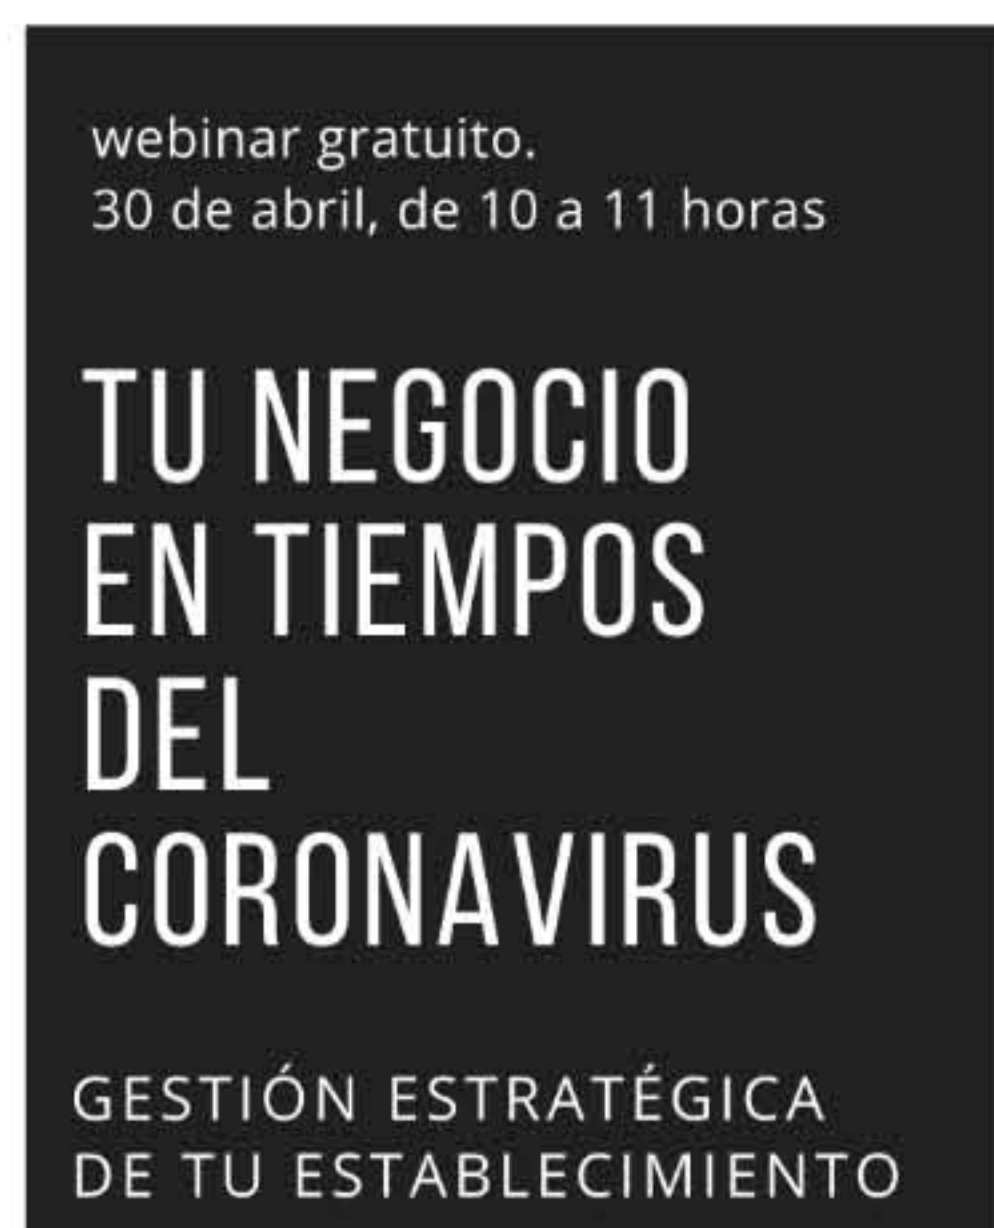 webinar gratuito.
30 de abril, de 10 a 11 horas
TU NEGOCIO
EN TIEMPOS
DEL
CORONAVIRUS
GESTIÓN ESTRATÉGICA
DE TU ESTABLECIMIENTO